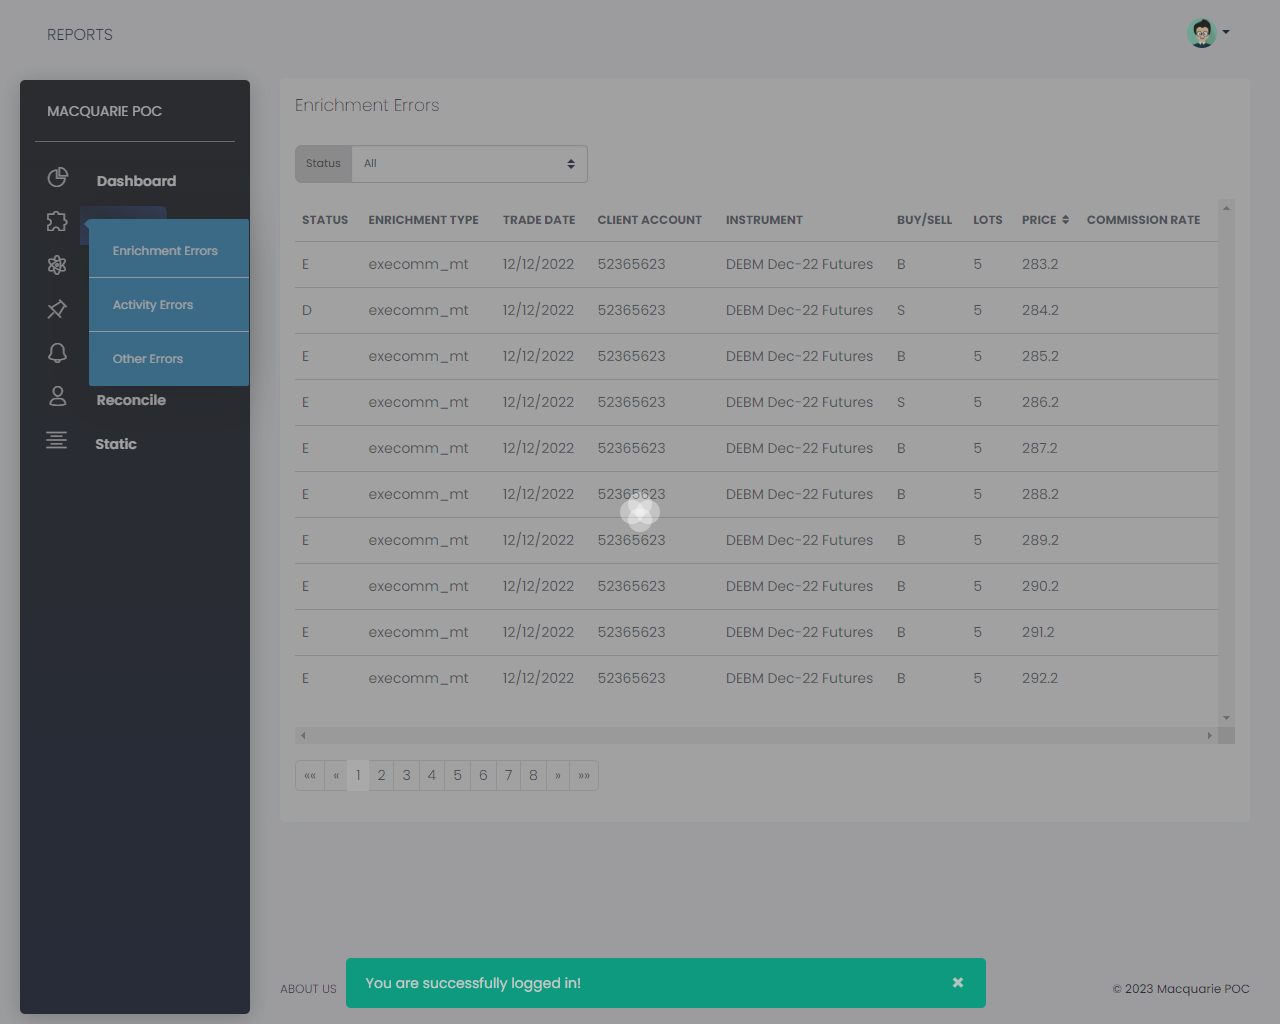 REPORTS
MACQUARIE POC
Dashboard
Enrichment Errors
Activity Errors
Other Errors
Reconcile
Static
Enrichment Errors
Status All
STATUS ENRICHMENT TYPE TRADE DATE CLIENT ACCOUNT INSTRUMENT BUY/SELL LOTS PRICE COMMISSION RATE
E execomm_mt 12/12/2022 52365623 DEBM Dec-22 Futures B 5 283.2
D execomm_mt 12/12/2022 52365623 DEBM Dec-22 Futures S 5 284.2
E execomm_mt 12/12/2022 52365623 DEBM Dec-22 Futures B 5 285.2
E execomm_mt 12/12/2022 52365623 DEBM Dec-22 Futures S 5 286.2
E execomm_mt 12/12/2022 52365623 DEBM Dec-22 Futures B 5 287.2
E execomm_mt 12/12/2022 52365623 DEBM Dec-22 Futures B 5 288.2
E execomm_mt 12/12/2022 52365623 DEBM Dec-22 Futures B 5 289.2
E execomm_mt 12/12/2022 52365623 DEBM Dec-22 Futures B 5 290.2
E execomm_mt 12/12/2022 52365623 DEBM Dec-22 Futures B 5 291.2
E execomm_mt 12/12/2022 52365623 DEBM Dec-22 Futures B 5 292.2
«« « 1 2 3 4 5 6 7 8 » »»
You are successfully logged in! ×
ABOUT US
© 2023 Macquarie POC